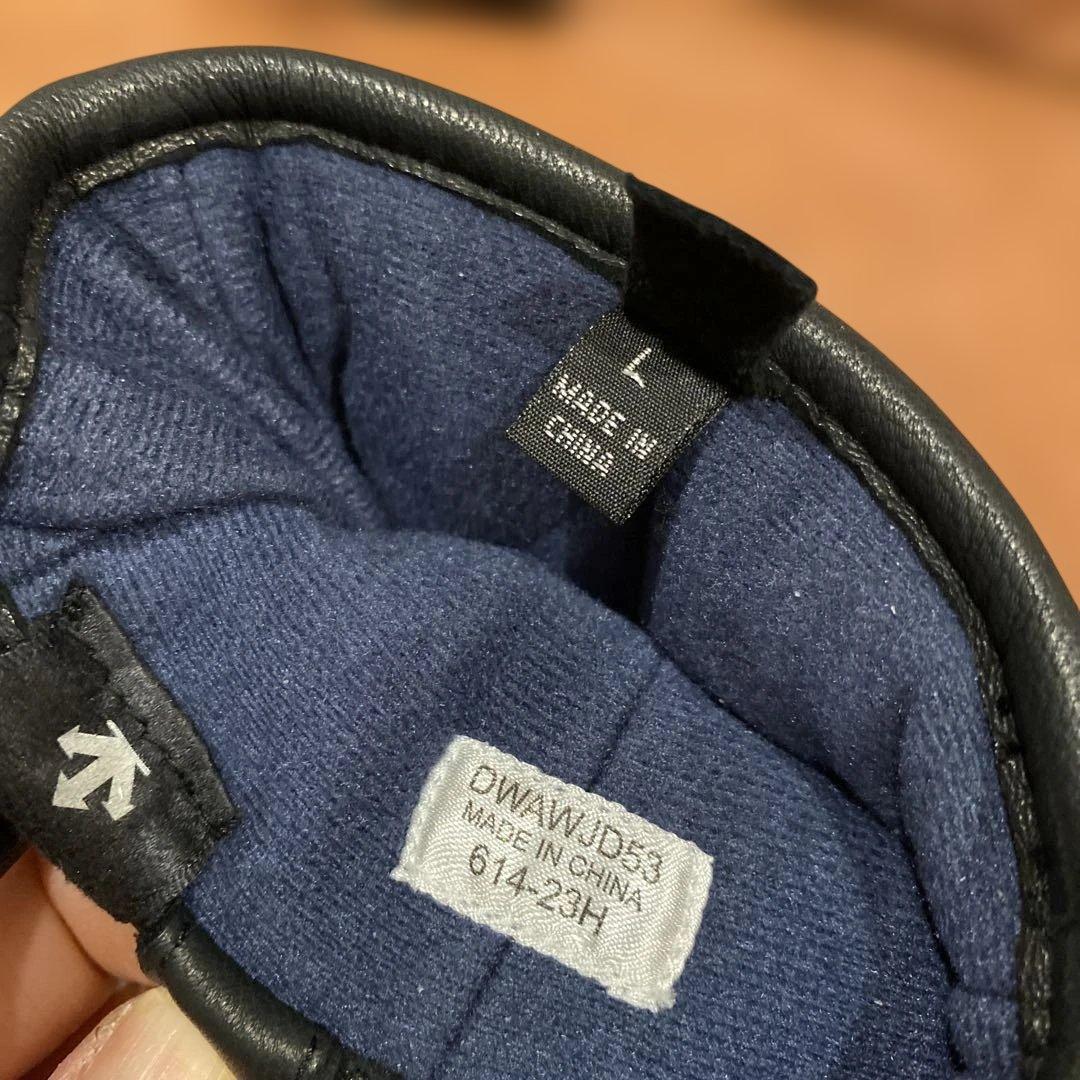 L
MADE IN
CHINA
DWAWJD53
MADE IN CHINA
614-23H